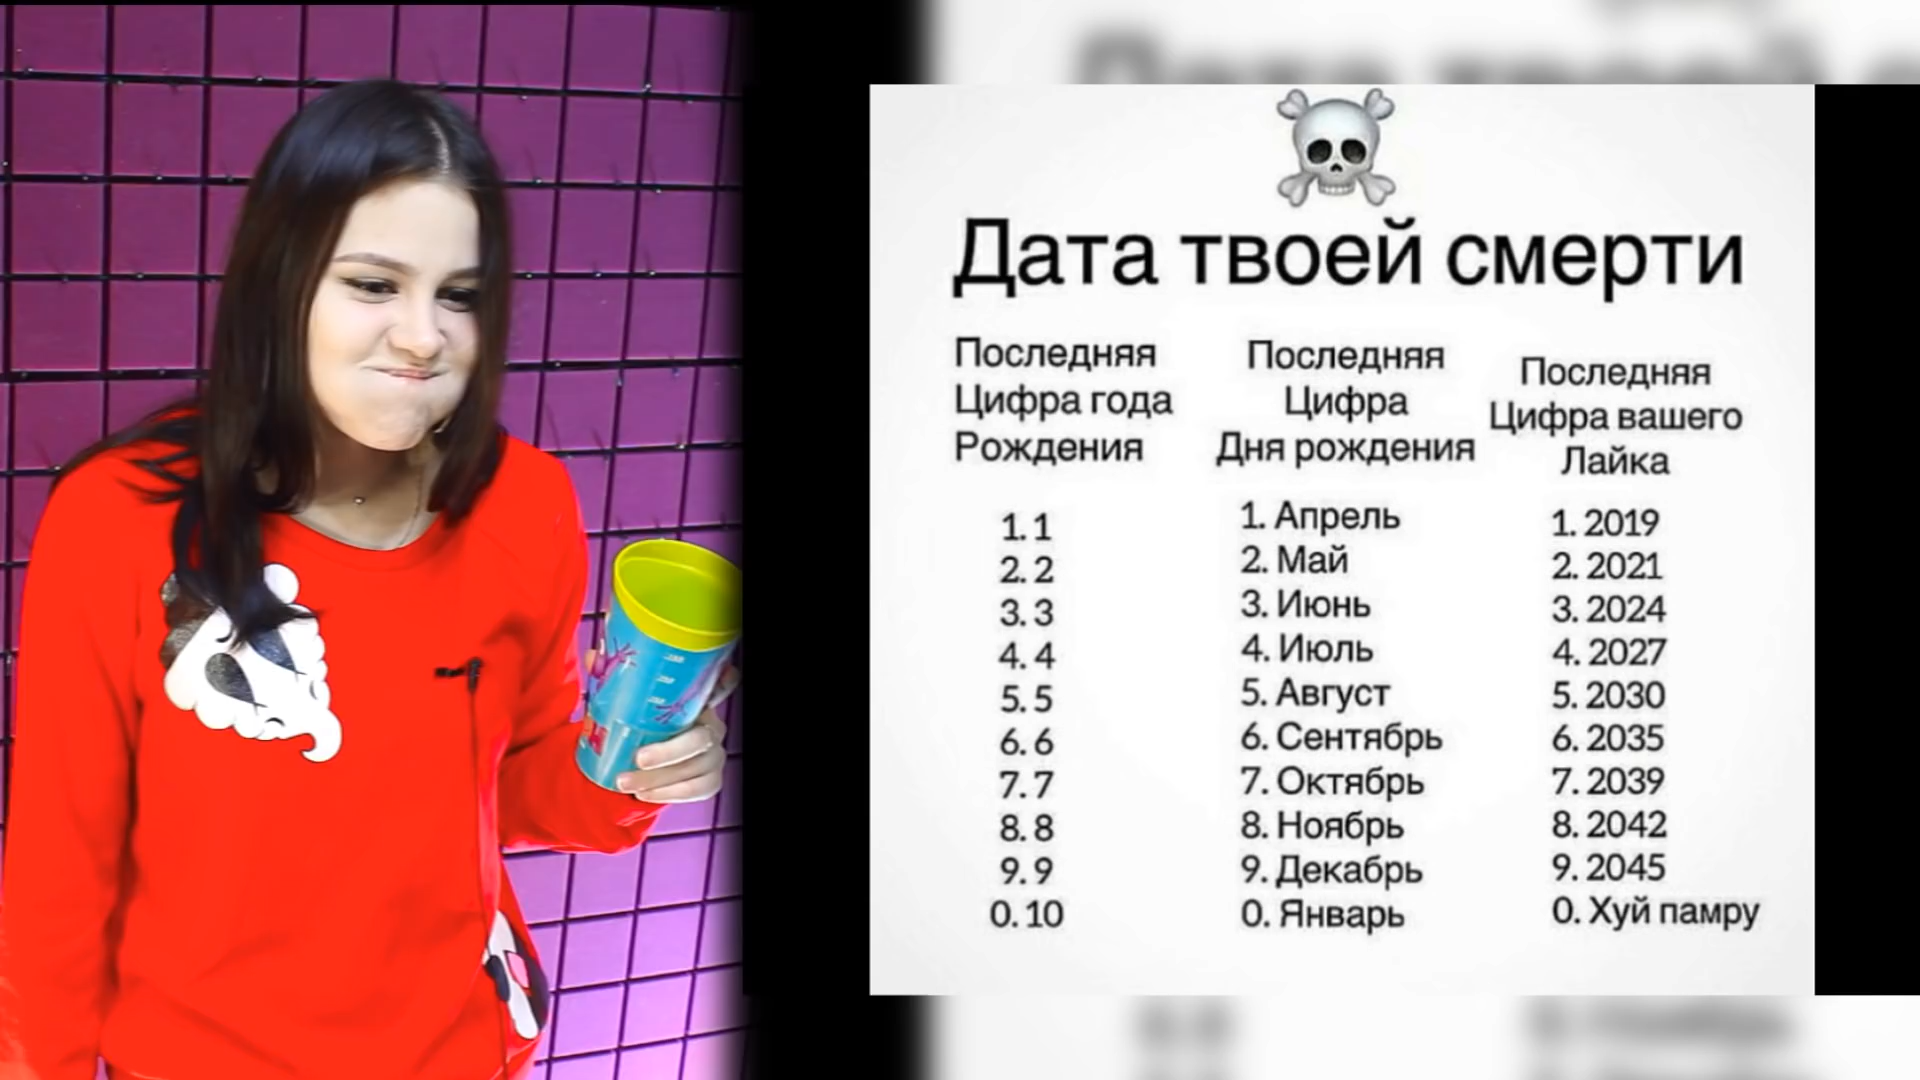 Дата твоей смерти
Последняя
Цифра года
Рождения
1. 1
2. 2
3. 3
4. 4
5. 5
6. 6
7. 7
8. 8
9. 9
0. 10
Последняя
Цифра
Дня рождения
1. Апрель
2. Май
3. Июнь
4. Июль
5. Август
6. Сентябрь
7. Октябрь
8. Ноябрь
9. Декабрь
0. Январь
Последняя
Цифра вашего
Лайка
1. 2019
2. 2021
3. 2024
4. 2027
5. 2030
6. 2035
7. 2039
8. 2042
9. 2045
0. Хуй памру